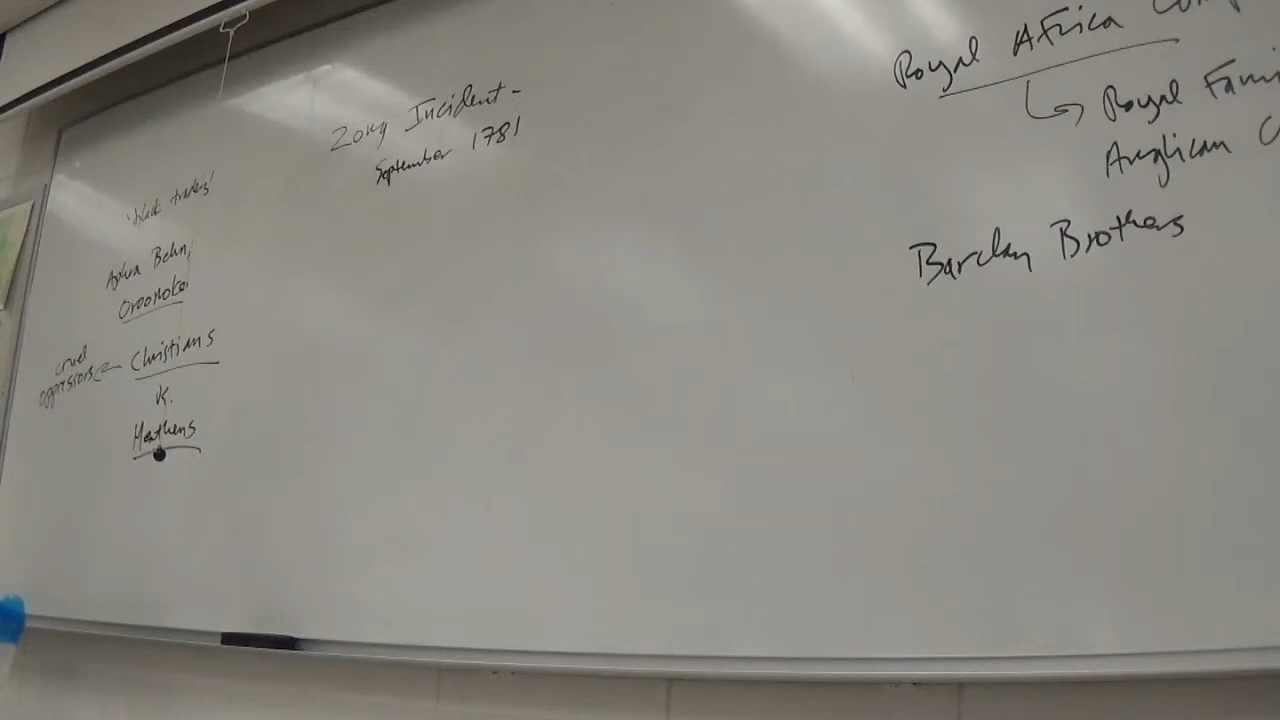 'black traders'
Aphra Behn,
Oroonoko
cruel
oppressors
Christians
v.
Heathens
Zong Incident -
September 1781
Royal Africa Comp
Royal Fami
Anglican C
Barclay Brothers